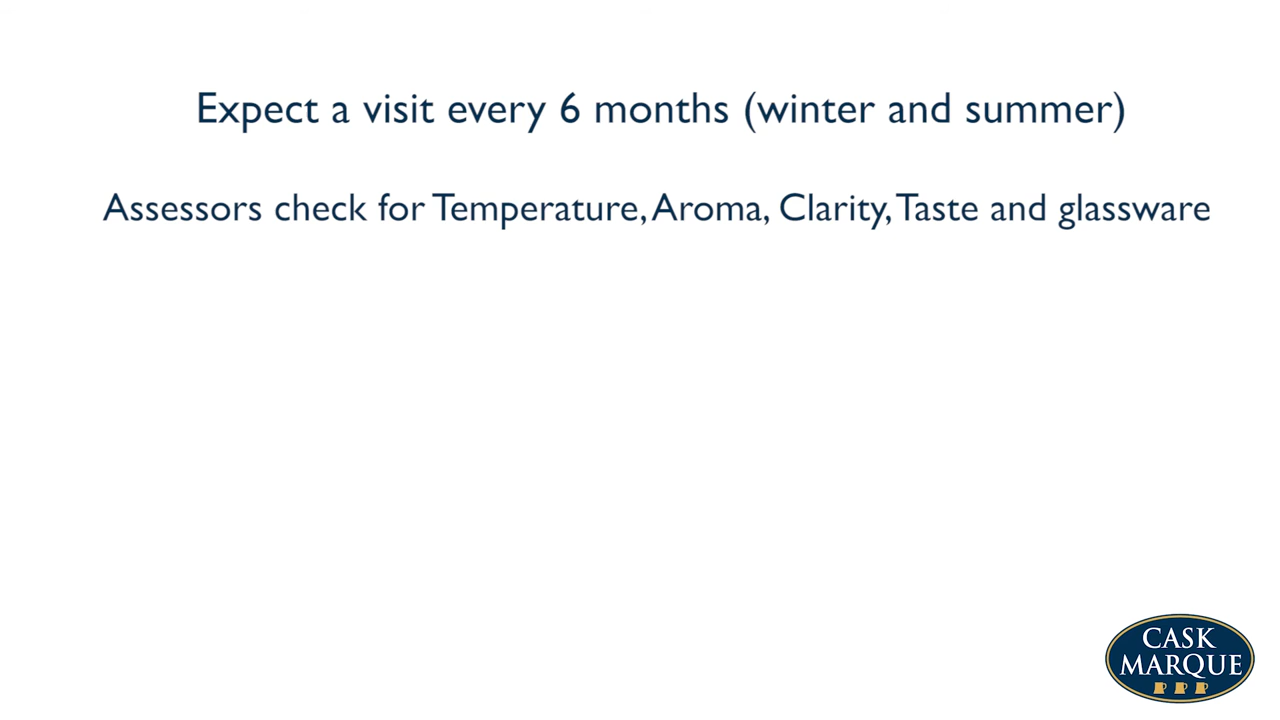 Expect a visit every 6 months (winter and summer)
Assessors check for Temperature, Aroma, Clarity, Taste and glassware
CASK
MARQUE